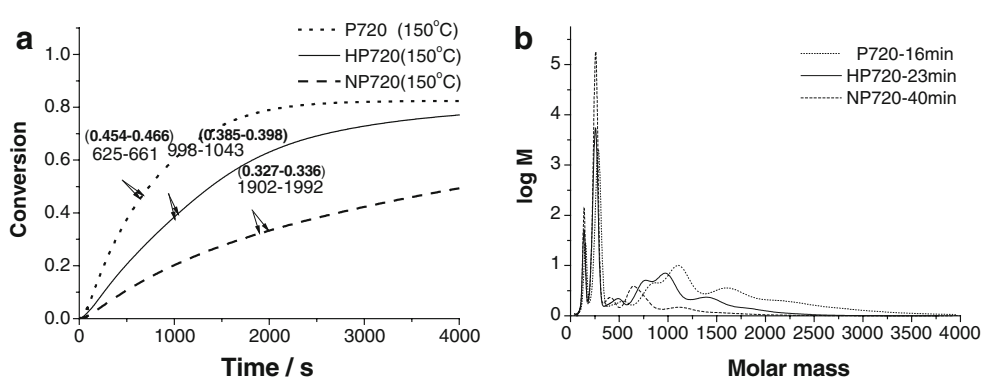 a
P720 (150°C)
HP720(150°C)
NP720(150°C)
1.0
0.8
0.6
0.4
0.2
0.0
Conversion
(0.454-0.466)
625-661
(0.385-0.398)
998-1043
(0.327-0.336)
1902-1992
0 1000 2000 3000 4000
Time / s
b
P720-16min
HP720-23min
NP720-40min
5
4
3
2
1
0
log M
0 500 1000 1500 2000 2500 3000 3500 4000
Molar mass